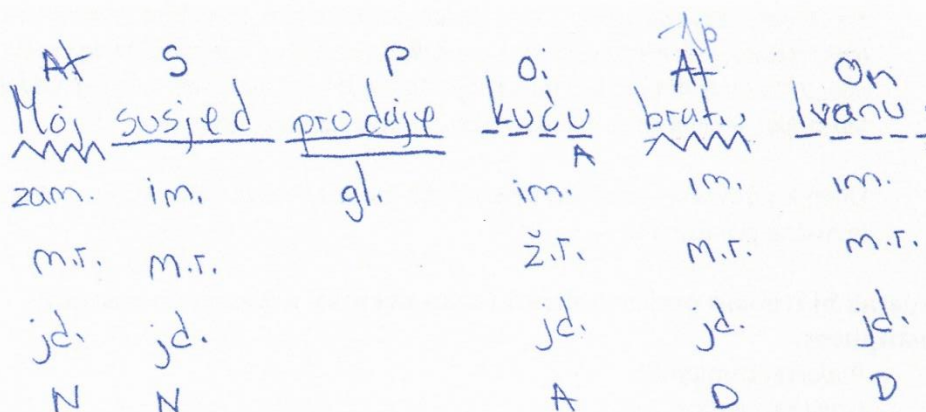 Ap
At S P O. At On
Moj susjed prodaje kuću bratu Ivanu
A
zam. im. gl. im. im. im.
m.r. m.r. ž.r. m.r. m.r.
jd. jd. jd. jd. jd.
N N A D D